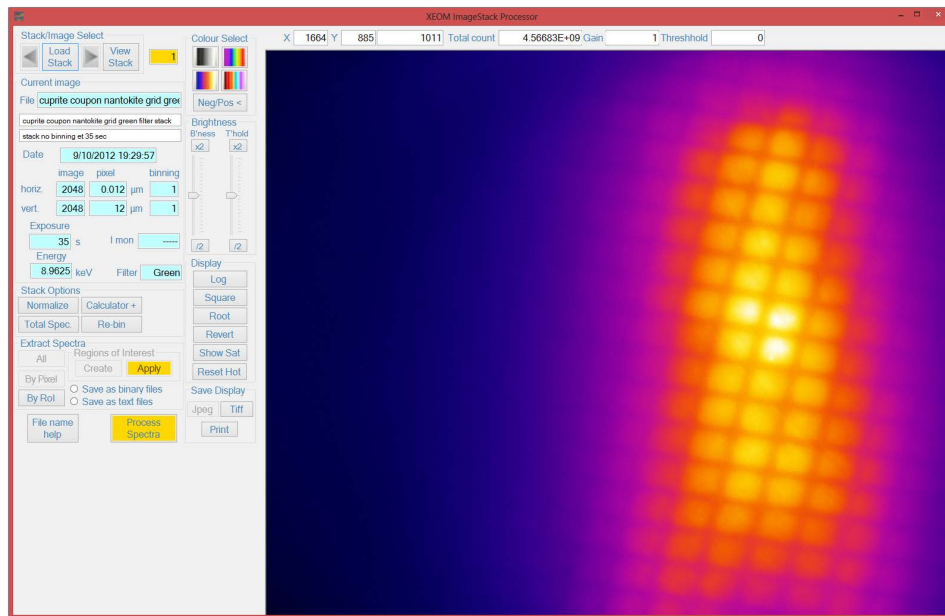 XEOM ImageStack Processor
Stack/Image Select
Load Stack
View Stack
1
Current image
File cuprite coupon nantokite grid gree
cuprite coupon nantokite grid green filter stack
stack no binning et 35 sec
Date 9/10/2012 19:29:57
image pixel binning
horiz. 2048 0.012 µm 1
vert. 2048 12 µm 1
Exposure
35 s I mon -----
Energy
8.9625 keV Filter Green
Stack Options
Normalize Calculator +
Total Spec. Re-bin
Extract Spectra
All
Regions of Interest
Create Apply
By Pixel
By RoI
Save as binary files
Save as text files
File name help
Process Spectra
Colour Select
Neg/Pos <
Brightness
B'ness T'hold
x2 x2
/2 /2
Display
Log
Square
Root
Revert
Show Sat
Reset Hot
Save Display
Jpeg Tiff
Print
X 1664 Y 885 1011 Total count 4.56683E+09 Gain 1 Threshhold 0